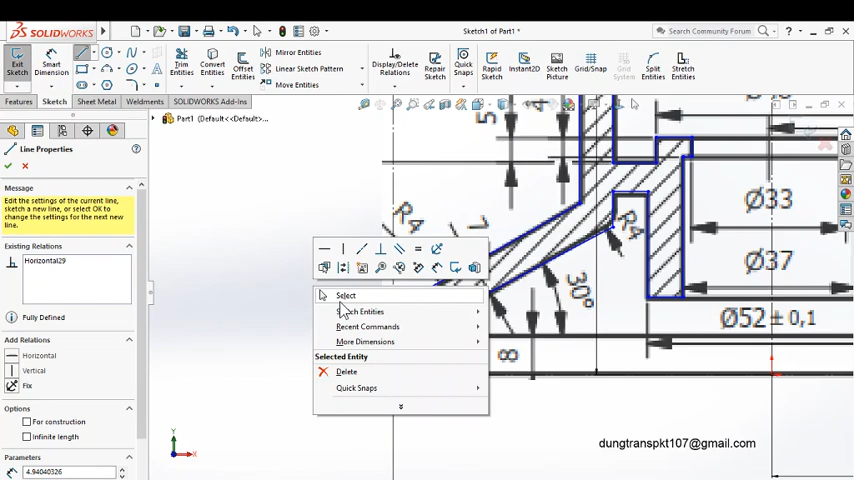 SOLIDWORKS
Sketch1 of Part1 *
Search Community Forum
Exit
Sketch
Smart
Dimension
Trim
Entities
Convert
Entities
Offset
Entities
Mirror Entities
Linear Sketch Pattern
More Entities
Display/Delete
Relations
Repair
Sketch
Quick
Snaps
Rapid
Sketch
Instant2D
Sketch
Picture
Grid/Snap
Split
Entities
Stretch
Entities
Features
Sketch
Sheet Metal
Weldments
SOLIDWORKS Add-Ins
Part1 (Default<<Default>...
Line Properties
Message
Edit the settings of the current line,
sketch a new line, or select OK to
change the settings for the next new
line.
Existing Relations
Horizontal29
Fully Defined
Add Relations
Horizontal
Vertical
Fix
Options
For construction
Infinite length
Parameters
4.94040326
Select
Recent Commands
More Dimensions
Selected Entity
Delete
Quick Snaps
5
4
R4
R4
30°
8
Ø33
Ø37
Ø52± 0,1
Y
X
dungtranspkt107@gmail.com